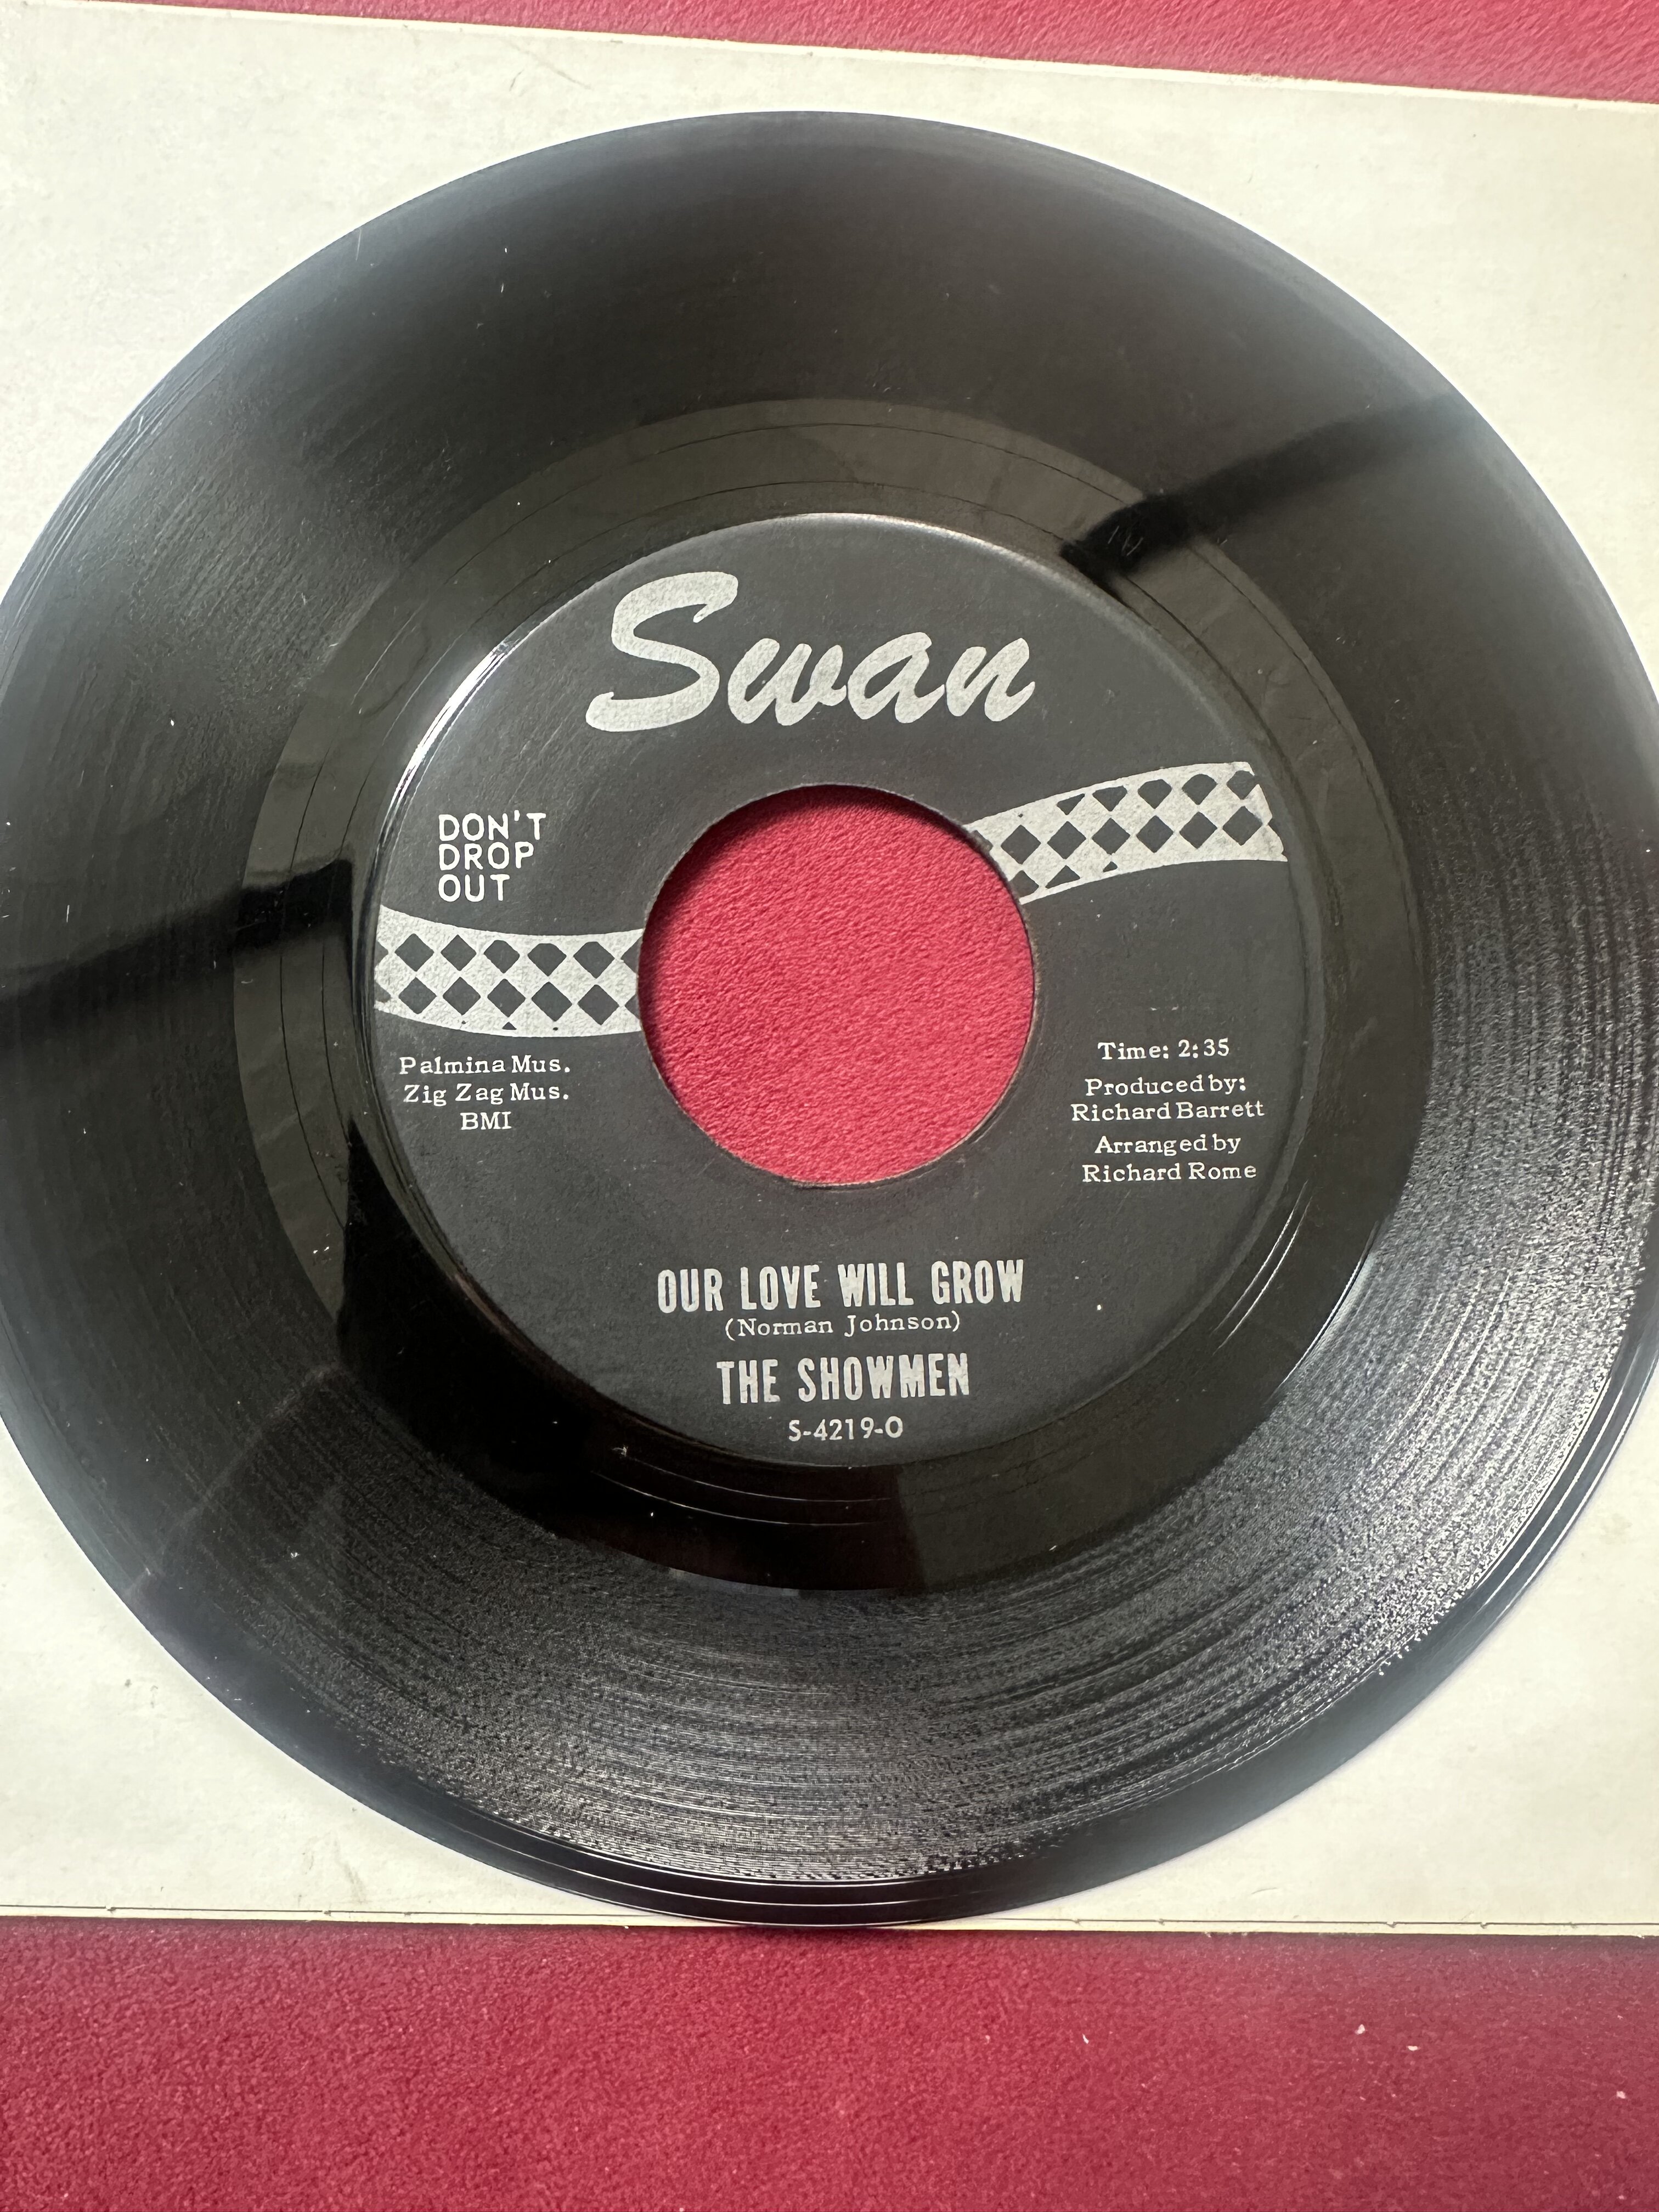 Swan
DON'T
DROP
OUT
Palmina Mus.
Zig Zag Mus.
BMI
Time: 2:35
Produced by:
Richard Barrett
Arranged by
Richard Rome
OUR LOVE WILL GROW
(Norman Johnson)
THE SHOWMEN
S-4219-O